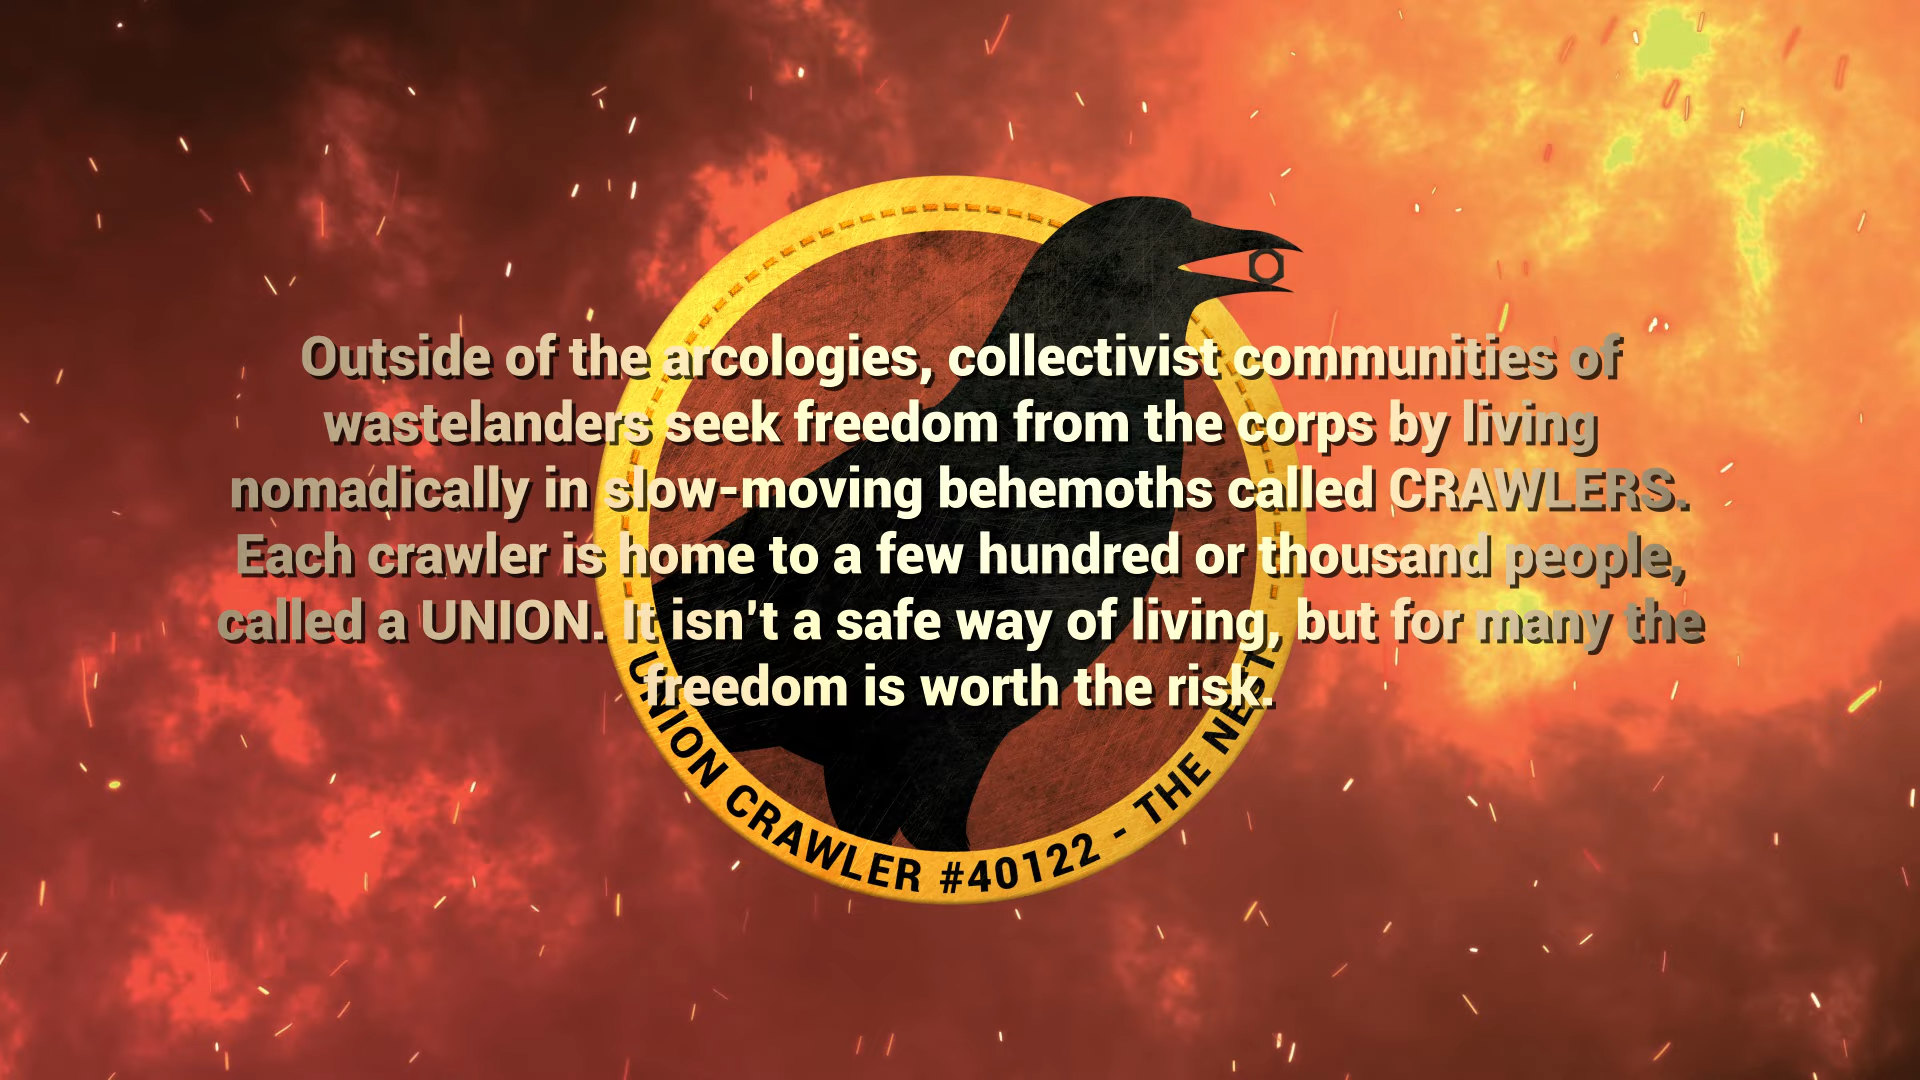 Outside of the arcologies, collectivist communities of
wastelanders seek freedom from the corps by living
nomadically in slow-moving behemoths called CRAWLERS.
Each crawler is home to a few hundred or thousand people,
called a UNION. It isn't a safe way of living, but for many the
freedom is worth the risk.
UNION CRAWLER #40122 - THE NEST